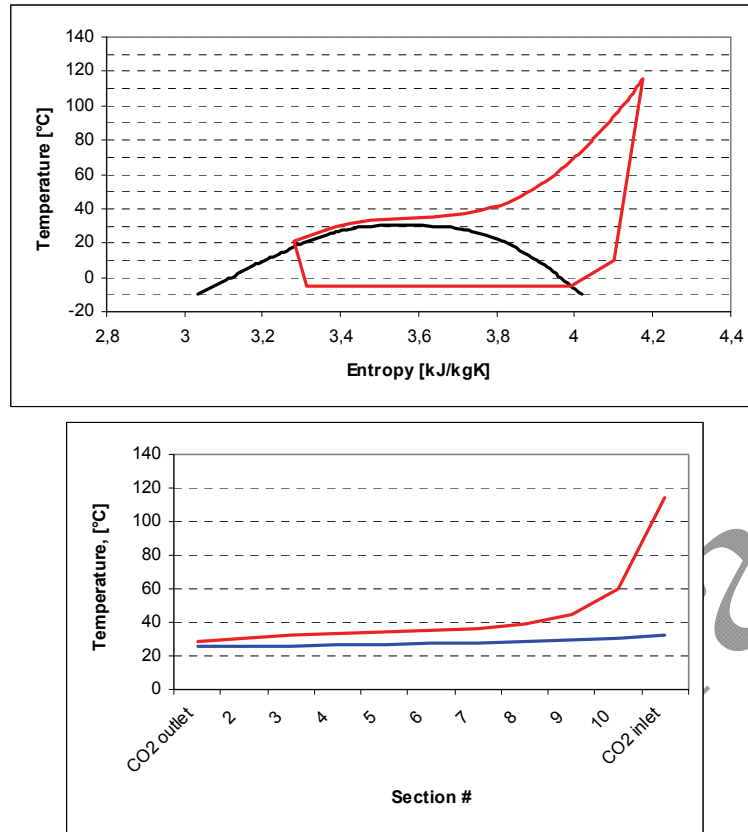 140
120
100
80
60
40
20
0
-20
Temperature [°C]
2,8 3 3,2 3,4 3,6 3,8 4 4,2 4,4
Entropy [kJ/kgK]
140
120
100
80
60
40
20
0
Temperature, [°C]
CO2 outlet 2 3 4 5 6 7 8 9 10 CO2 inlet
Section #